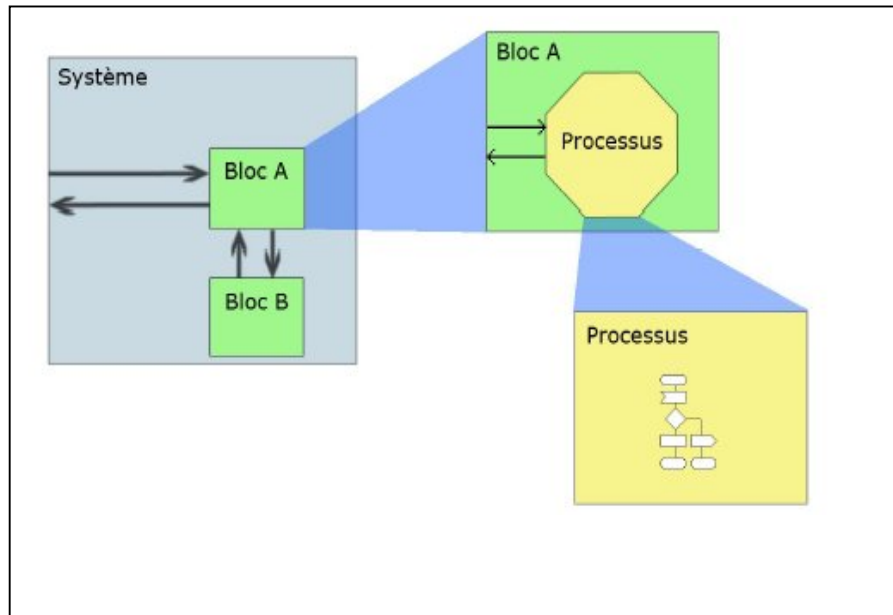 Système
Bloc A
Bloc B
Bloc A
Processus
Processus